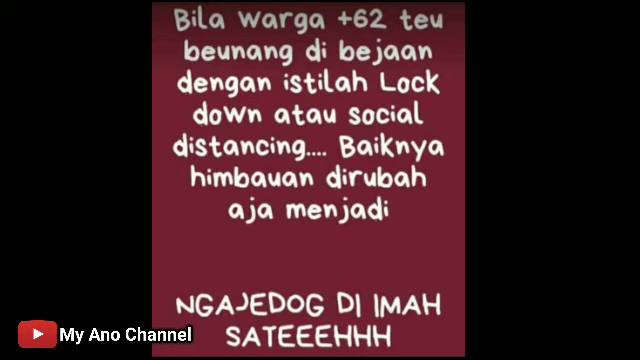 Bila warga +62 teu
beunang di bejaan
dengan istilah Lock
down atau social
distancing.... Baiknya
himbauan dirubah
aja menjadi
NGAJEDOG DI IMAH
SATEEEHHH
My Ano Channel